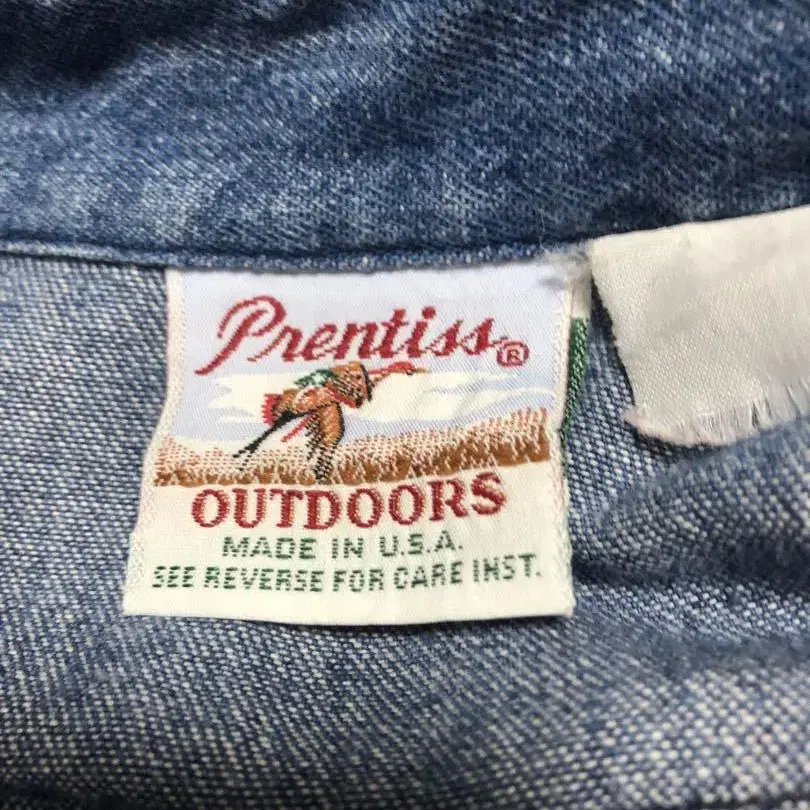 Prentiss®
OUTDOORS
MADE IN U.S.A.
SEE REVERSE FOR CARE INST.